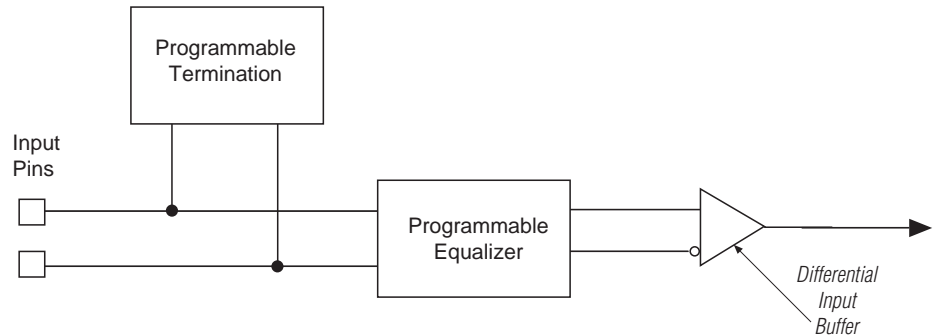 Programmable
Termination
Input
Pins
Programmable
Equalizer
Differential
Input
Buffer